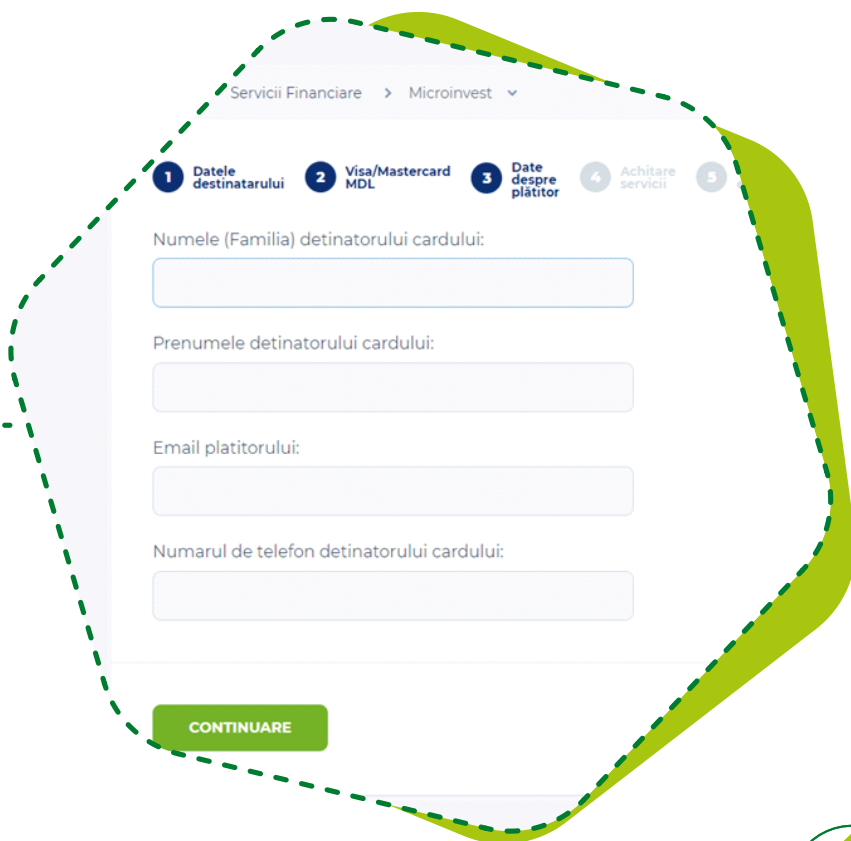 Servicii Financiare > Microinvest
1 Datele destinatarului 2 Visa/Mastercard MDL 3 Date despre plătitor 4 Achitare servicii 5
Numele (Familia) detinatorului cardului:
Prenumele detinatorului cardului:
Email platitorului:
Numarul de telefon detinatorului cardului:
CONTINUARE